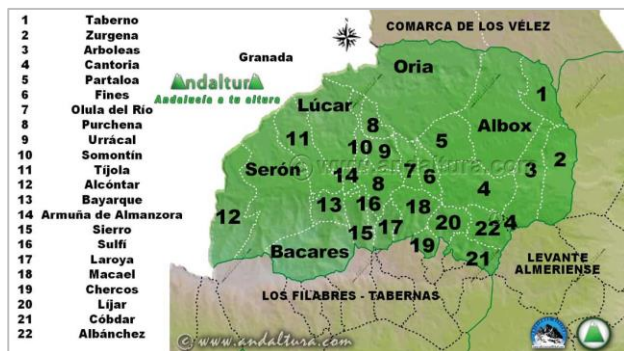 1 Taberno
2 Zurgena
3 Arboleas
4 Cantoria
5 Partaloa
6 Fines
7 Olula del Río
8 Purchena
9 Urrácal
10 Somontín
11 Tíjola
12 Alcóntar
13 Bayarque
14 Armuña de Almanzora
15 Sierro
16 Sulfí
17 Laroya
18 Macael
19 Chercos
20 Líjar
21 Cóbdar
22 Albánchez
COMARCA DE LOS VÉLEZ
Granada
Andaltura
Andalucía a tu altura
Oria
1
Lúcar
8
Albox
11
10
9
5
2
Serón
© www.andaltura.com
14
7
6
3
8
4
12
13
16
18
15
17
20
22
4
19
Bacares
21
LEVANTE
ALMERIENSE
LOS FILABRES - TABERNAS
© www.andaltura.com